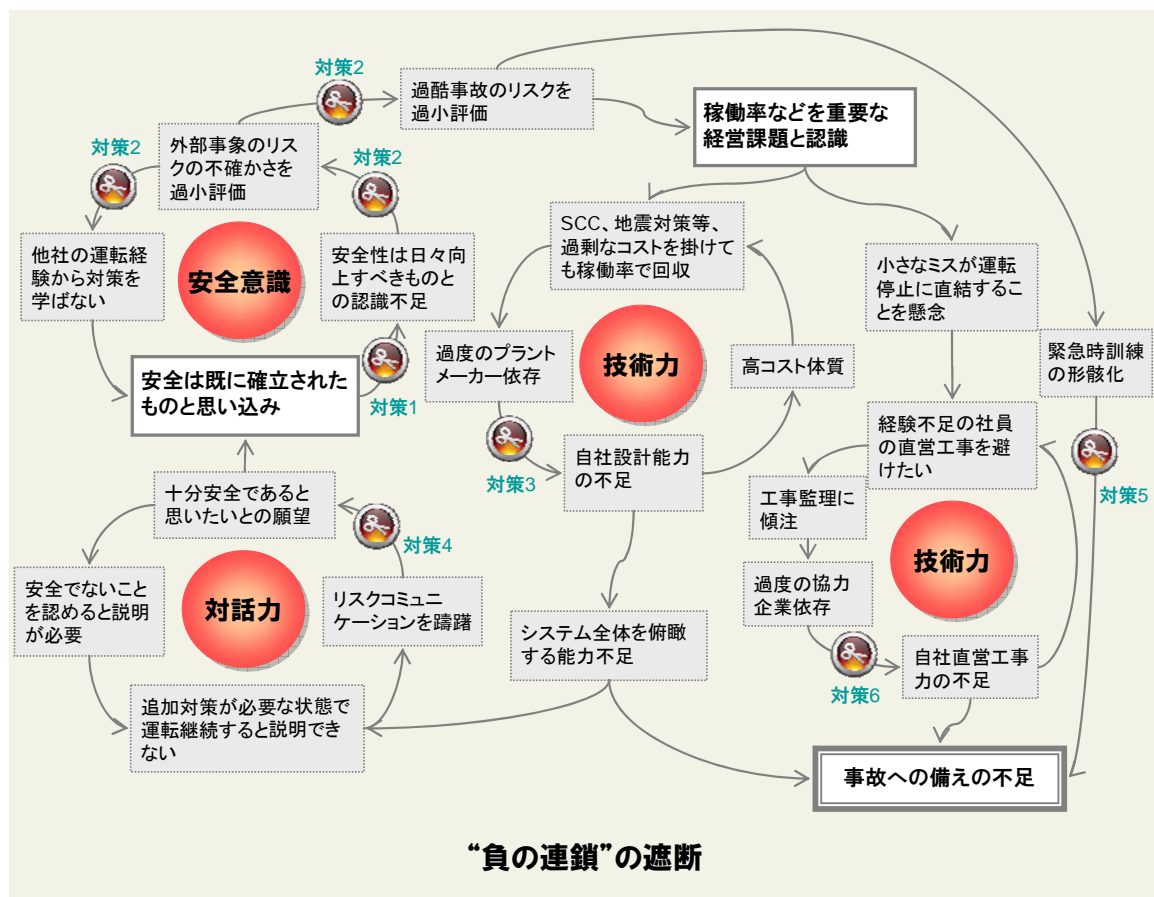 対策2
過酷事故のリスクを
過小評価
稼働率などを重要な
経営課題と認識
対策2
外部事象のリス
クの不確かさを
過小評価
対策2
他社の運転経
験から対策を
学ばない
安全意識
安全性は日々向
上すべきものと
の認識不足
SCC、地震対策等、
過剰なコストを掛けて
も稼働率で回収
小さなミスが運転
停止に直結するこ
とを懸念
過度のプラント
メーカー依存
技術力
高コスト体質
緊急時訓練
の形骸化
安全は既に確立された
ものと思い込み
対策1
対策3
自社設計能力
の不足
経験不足の社員
の直営工事を避
けたい
対策5
十分安全であると
思いたいとの願望
対策4
工事監理に
傾注
技術力
安全でないこと
を認めると説明
が必要
対話力
リスクコミュニ
ケーションを躊躇
過度の協力
企業依存
システム全体を俯瞰
する能力不足
対策6
自社直営工事
力の不足
追加対策が必要な状態で
運転継続すると説明でき
ない
事故への備えの不足
“負の連鎖”の遮断